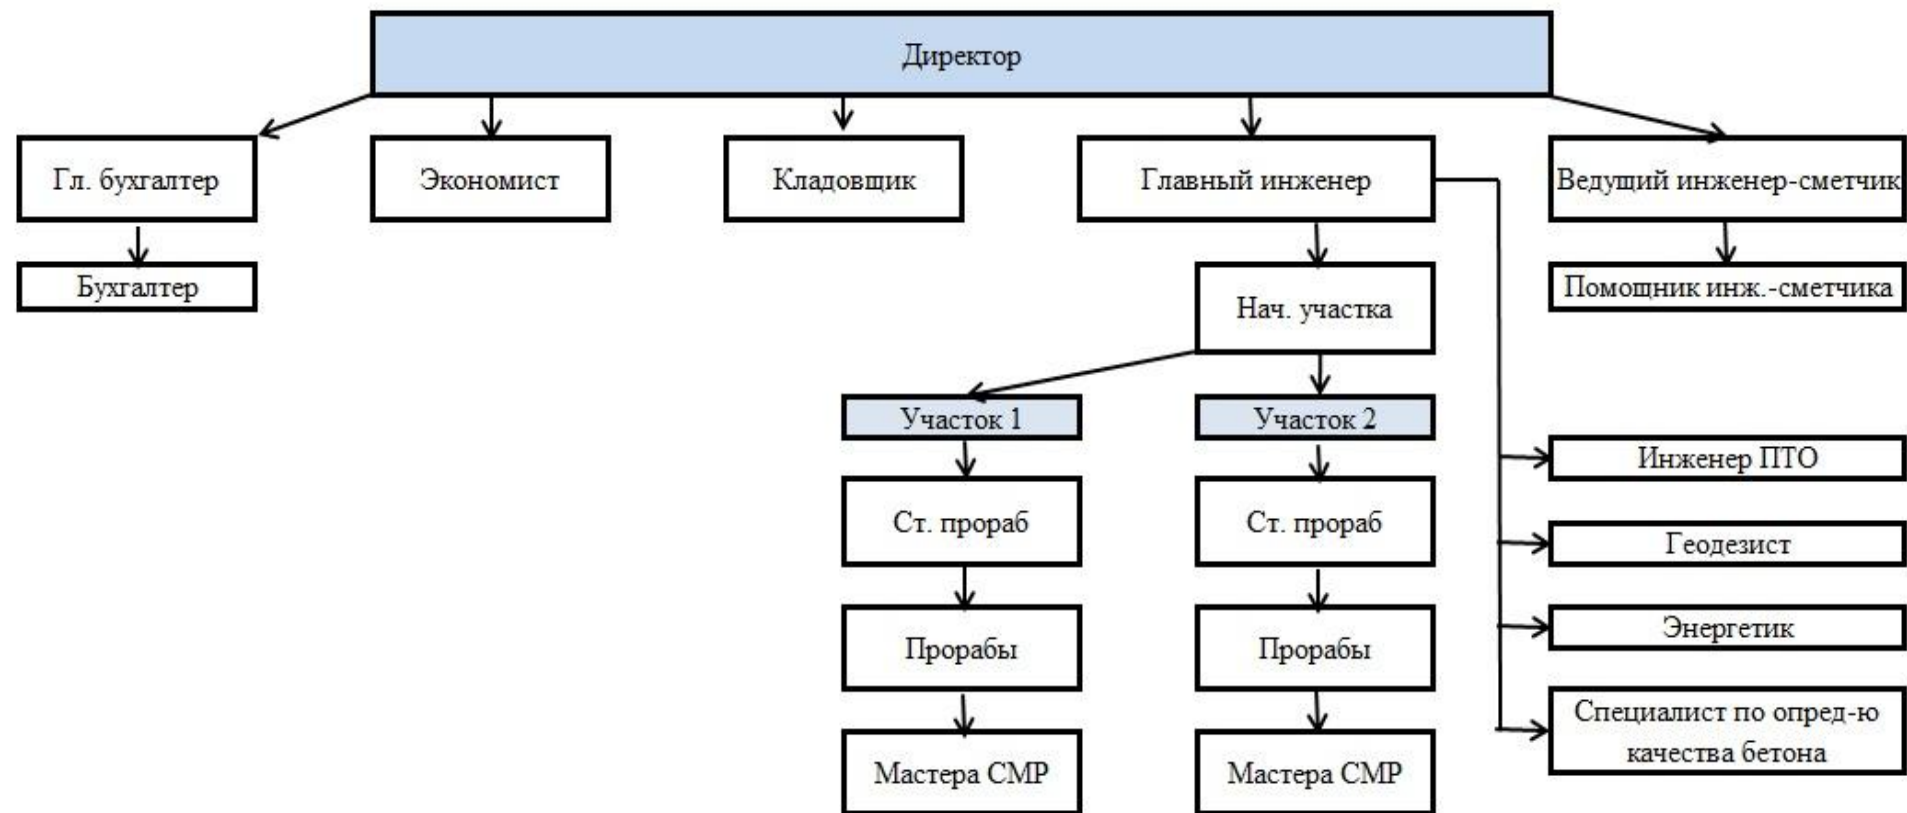 Директор
Гл. бухгалтер
Экономист
Кладовщик
Главный инженер
Ведущий инженер-сметчик
Бухгалтер
Нач. участка
Помощник инж.-сметчика
Участок 1
Участок 2
Инженер ПТО
Ст. прораб
Ст. прораб
Геодезист
Прорабы
Прорабы
Энергетик
Специалист по опред-ю
качества бетона
Мастера СМР
Мастера СМР